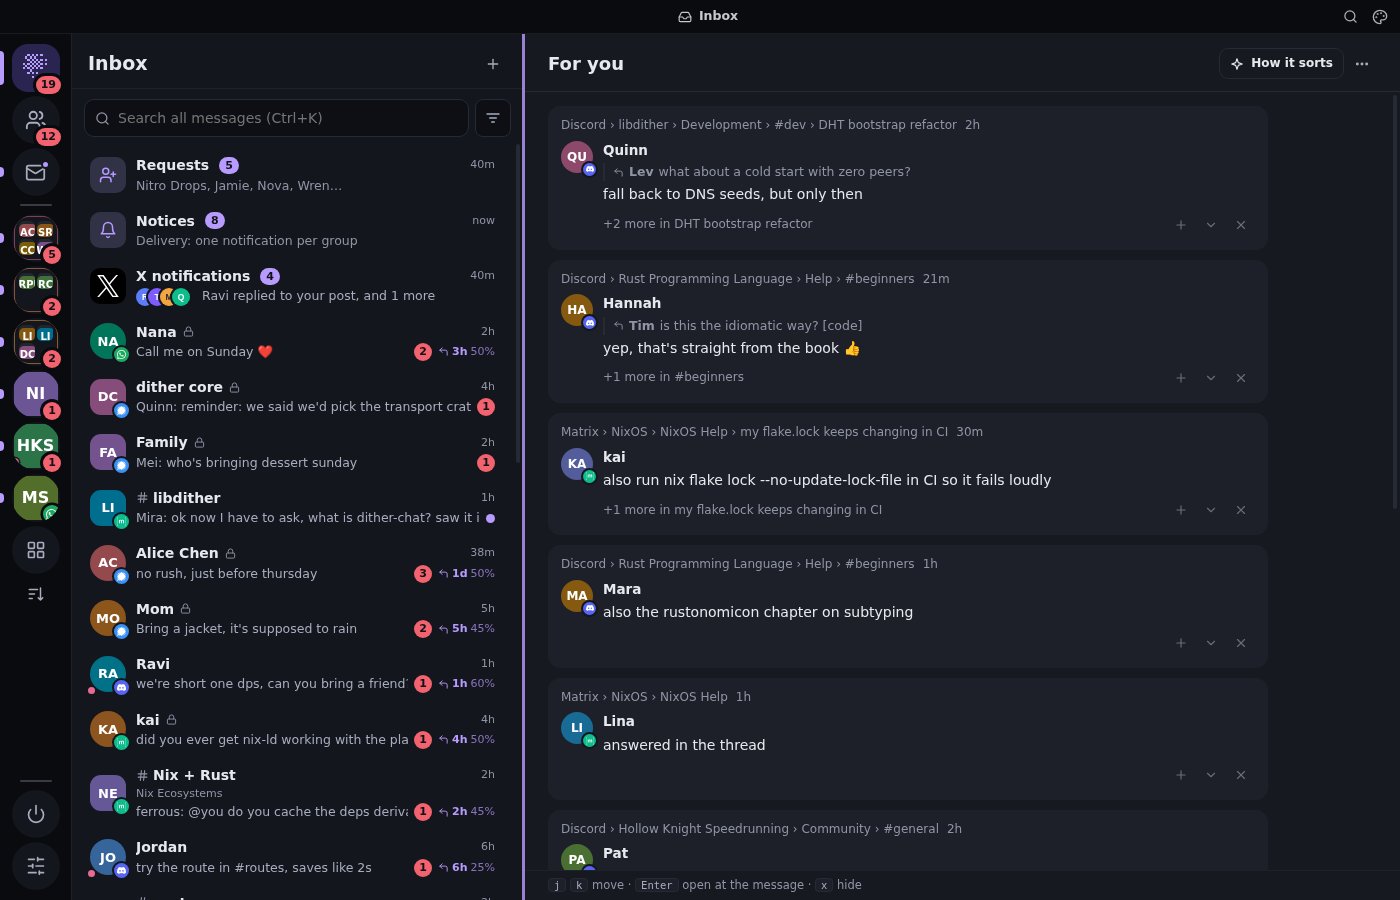 Inbox
19
12
AC SR
CC
5
RP RC
2
LI LI
DC
2
NI
1
HKS
1
MS
Inbox
Search all messages (Ctrl+K)
Requests 5 40m
Nitro Drops, Jamie, Nova, Wren…
Notices 8 now
Delivery: one notification per group
X notifications 4 40m
Q Ravi replied to your post, and 1 more
NA Nana 2h
Call me on Sunday ❤️ 2 3h 50%
DC dither core 4h
Quinn: reminder: we said we'd pick the transport crat 1
FA Family 2h
Mei: who's bringing dessert sunday 1
LI # libdither 1h
Mira: ok now I have to ask, what is dither-chat? saw it i
AC Alice Chen 38m
no rush, just before thursday 3 1d 50%
MO Mom 5h
Bring a jacket, it's supposed to rain 2 5h 45%
RA Ravi 1h
we're short one dps, can you bring a friend? 1 1h 60%
KA kai 4h
did you ever get nix-ld working with the pla 1 4h 50%
NE # Nix + Rust 2h
Nix Ecosystems
ferrous: @you do you cache the deps deriva 1 2h 45%
JO Jordan 6h
try the route in #routes, saves like 2s 1 6h 25%
For you How it sorts
Discord › libdither › Development › #dev › DHT bootstrap refactor 2h
QU Quinn
Lev what about a cold start with zero peers?
fall back to DNS seeds, but only then
+2 more in DHT bootstrap refactor
Discord › Rust Programming Language › Help › #beginners 21m
HA Hannah
Tim is this the idiomatic way? [code]
yep, that's straight from the book 👍
+1 more in #beginners
Matrix › NixOS › NixOS Help › my flake.lock keeps changing in CI 30m
KA kai
also run nix flake lock --no-update-lock-file in CI so it fails loudly
+1 more in my flake.lock keeps changing in CI
Discord › Rust Programming Language › Help › #beginners 1h
MA Mara
also the rustonomicon chapter on subtyping
Matrix › NixOS › NixOS Help 1h
LI Lina
answered in the thread
Discord › Hollow Knight Speedrunning › Community › #general 2h
PA Pat
j k move · Enter open at the message · x hide